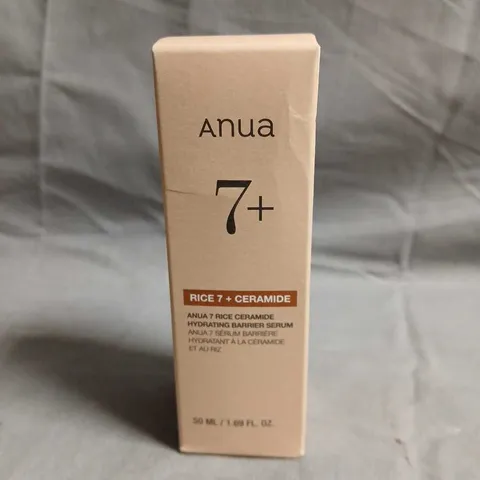 Anua
7+
RICE 7 + CERAMIDE
ANUA 7 RICE CERAMIDE
HYDRATING BARRIER SERUM
ANUA 7 SÉRUM BARRIÈRE
HYDRATANT À LA CÉRAMIDE
ET AU RIZ
50 ML / 1.69 FL. OZ.